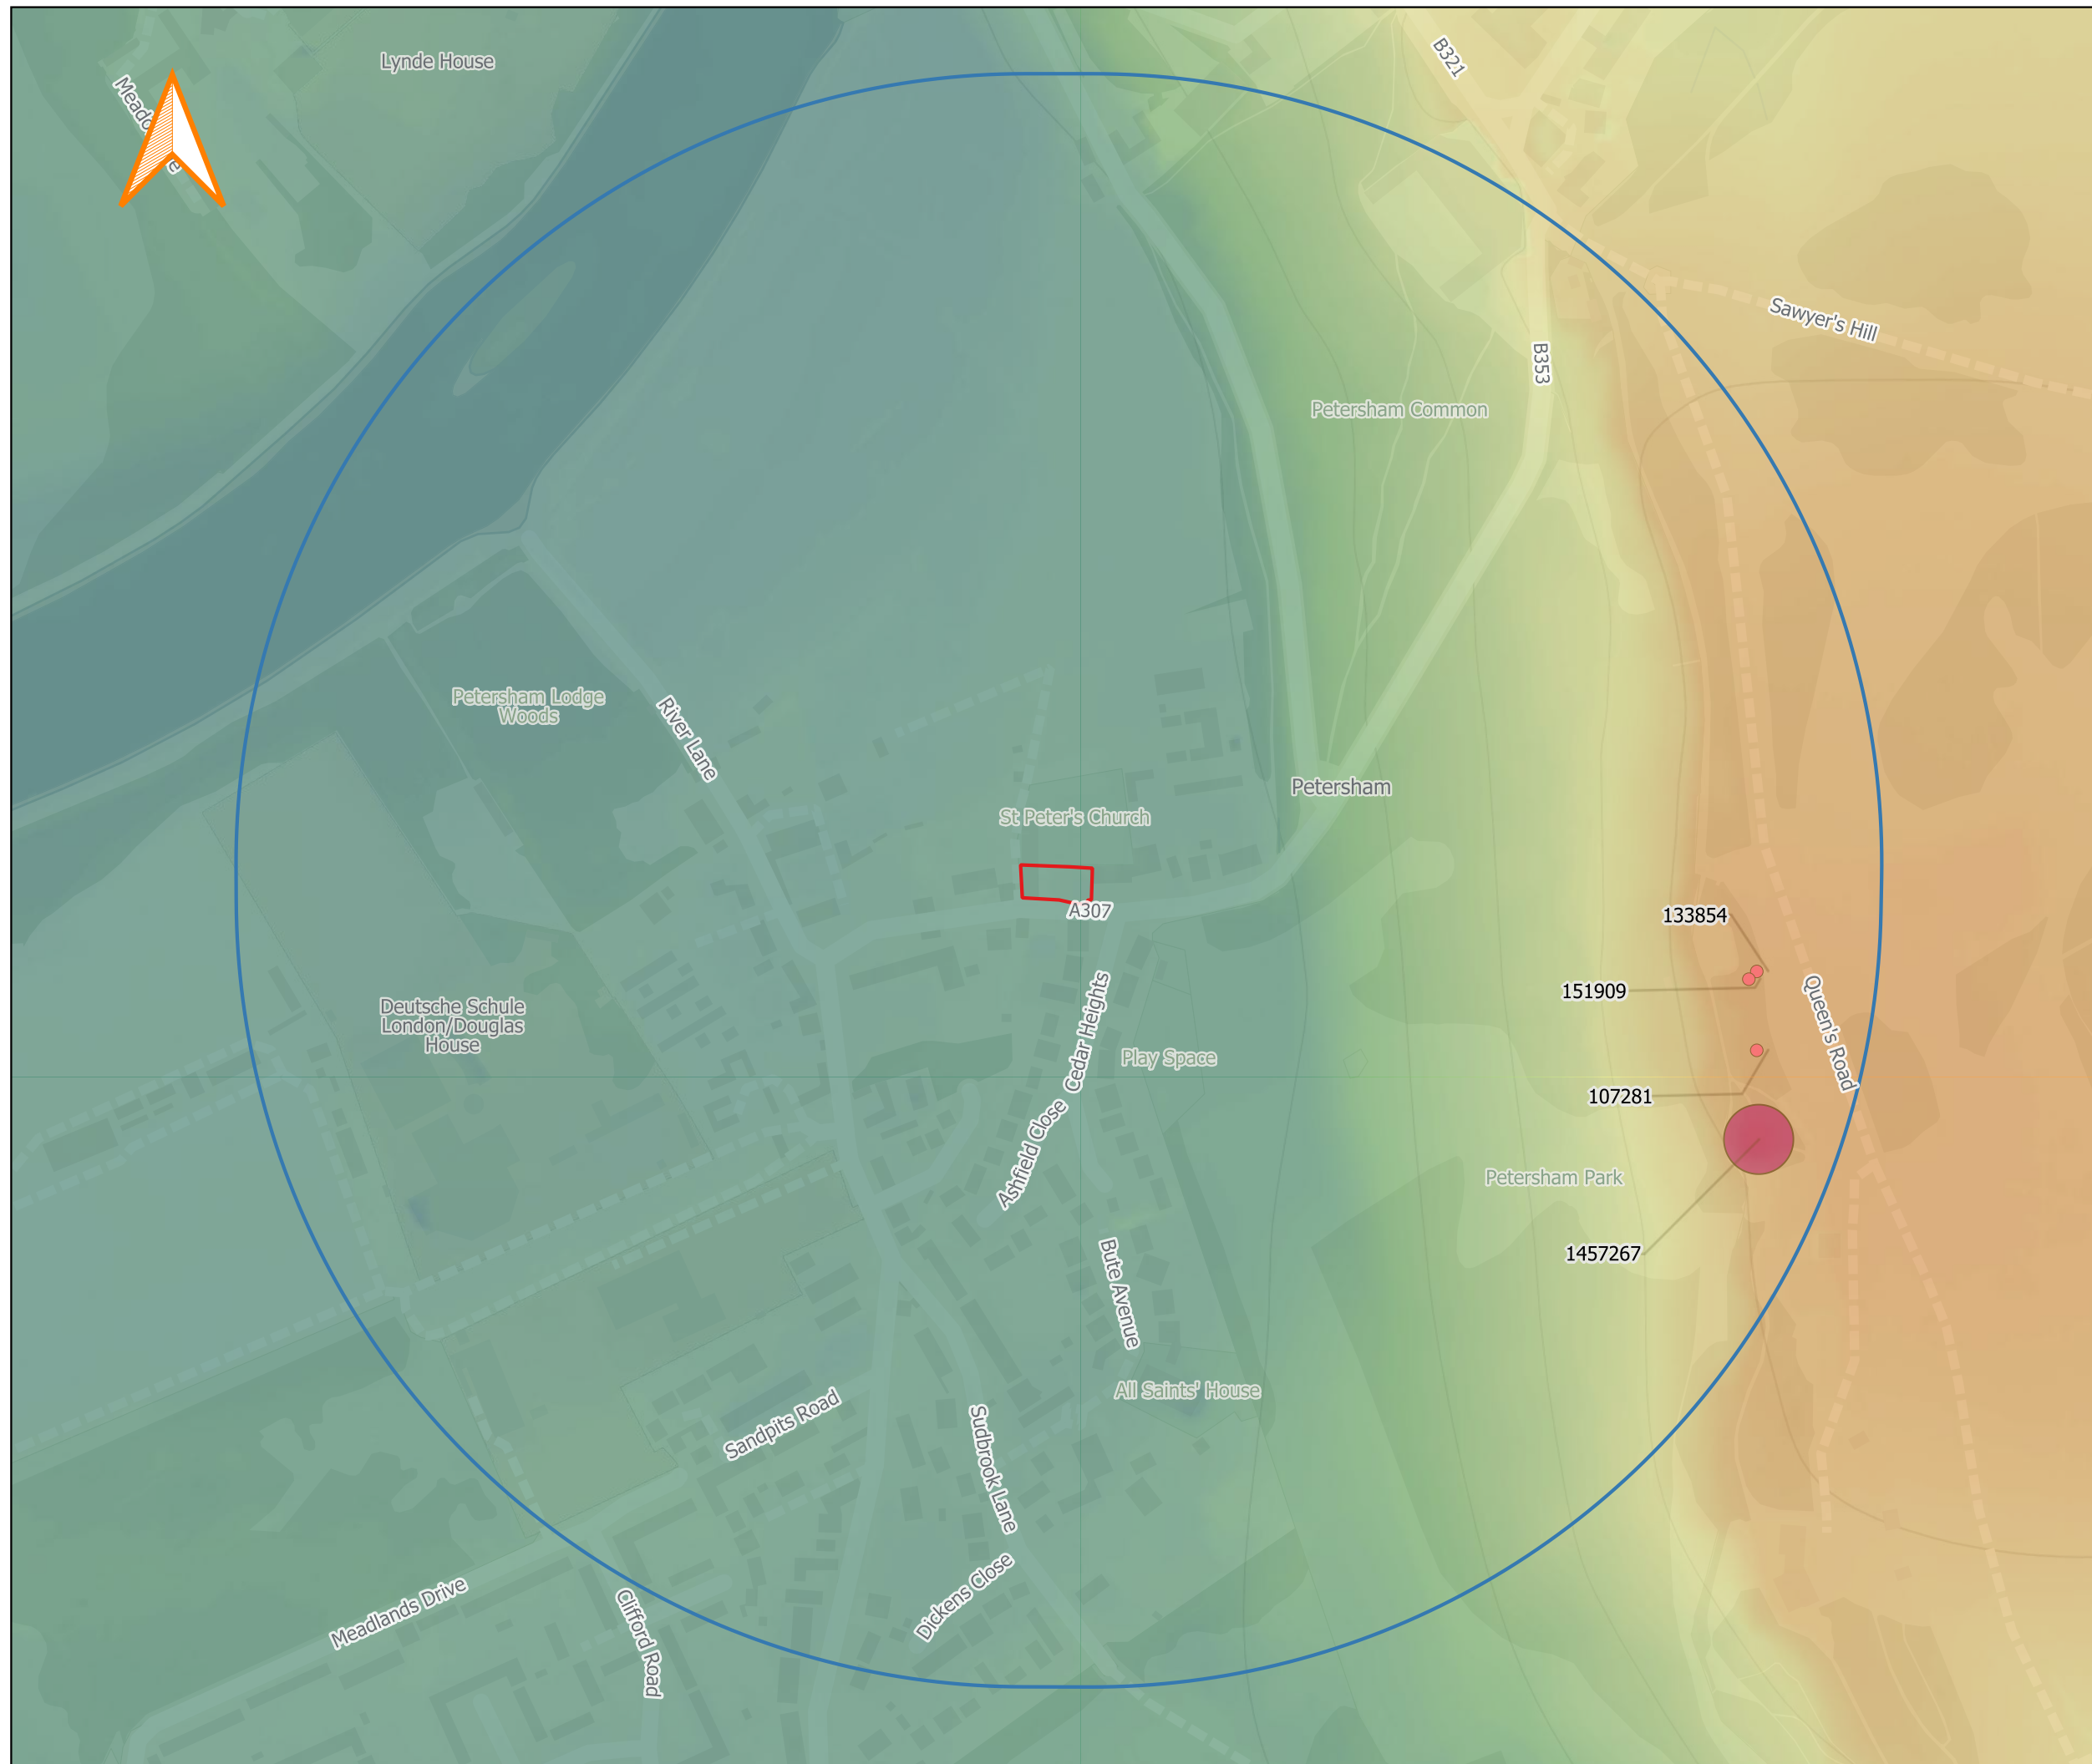 Lynde House
B321
Sawyer's Hill
B353
Petersham Common
Petersham Lodge
Woods
River Lane
Petersham
St Peter's Church
A307
133854
151909
Queen's Road
Deutsche Schule
London/Douglas
House
Cedar Heights
Play Space
107281
Ashfield Close
Petersham Park
1457267
Bute Avenue
All Saints' House
Sandpits Road
Sudbrook Lane
Dickens Close
Meadlands Drive
Clifford Road